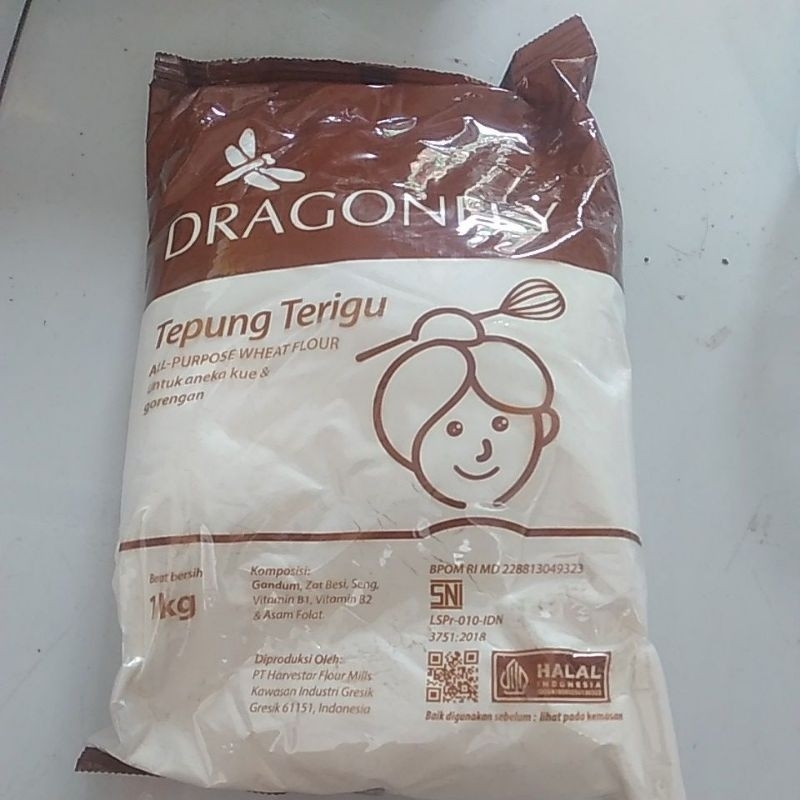 DRAGONFLY
Tepung Terigu
ALL-PURPOSE WHEAT FLOUR
untuk aneka kue &
gorengan
Berat bersih
1 kg
Komposisi:
Gandum, Zat Besi, Seng,
Vitamin B1, Vitamin B2
& Asam Folat
Diproduksi Oleh:
PT Harvestar Flour Mills
Kawasan Industri Gresik
Gresik 61151, Indonesia
BPOM RI MD 228813049323
SNI
LSPr-010-IDN
3751:2018
HALAL
INDONESIA
Baik digunakan sebelum : lihat pada kemasan